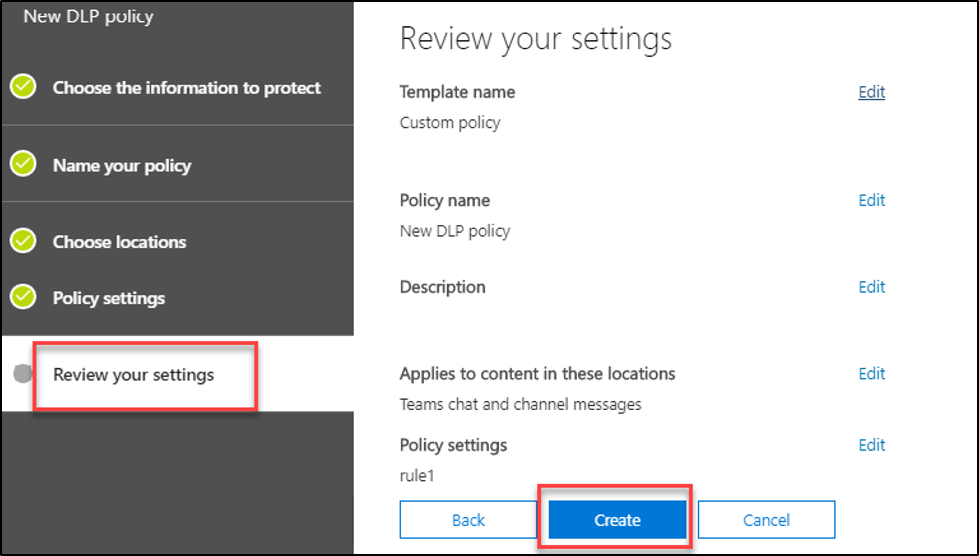 New DLP policy
Choose the information to protect
Name your policy
Choose locations
Policy settings
Review your settings
Review your settings
Template name
Edit
Custom policy
Policy name
Edit
New DLP policy
Description
Edit
Applies to content in these locations
Edit
Teams chat and channel messages
Policy settings
Edit
rule1
Back
Create
Cancel